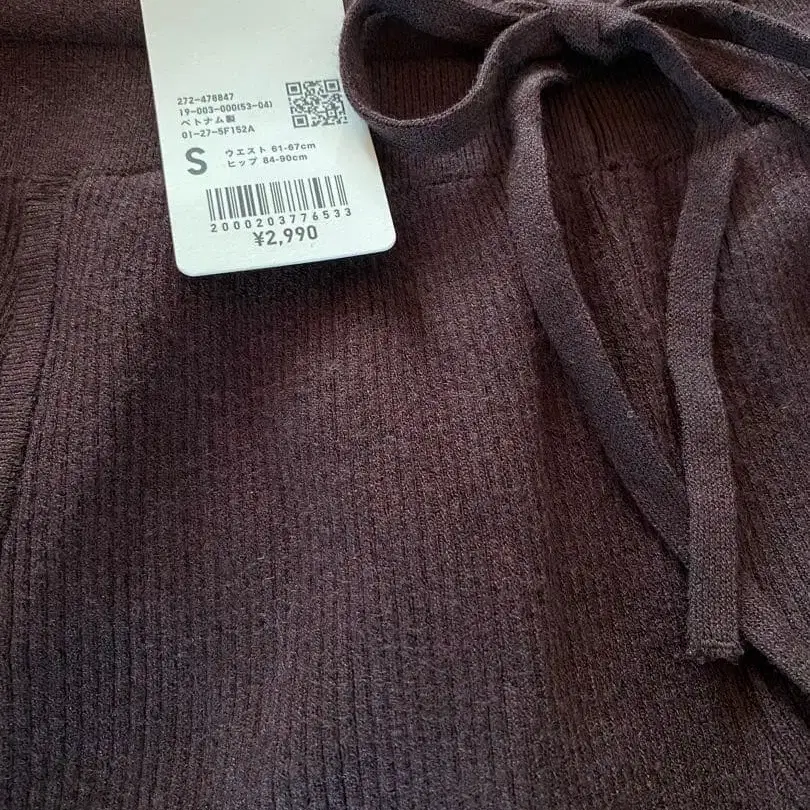 272-478847
19-003-000(53-04)
ベトナム製
01-27-5F152A
S
ウエスト 61-67cm
ヒップ 84-90cm
2000203776533
¥2,990